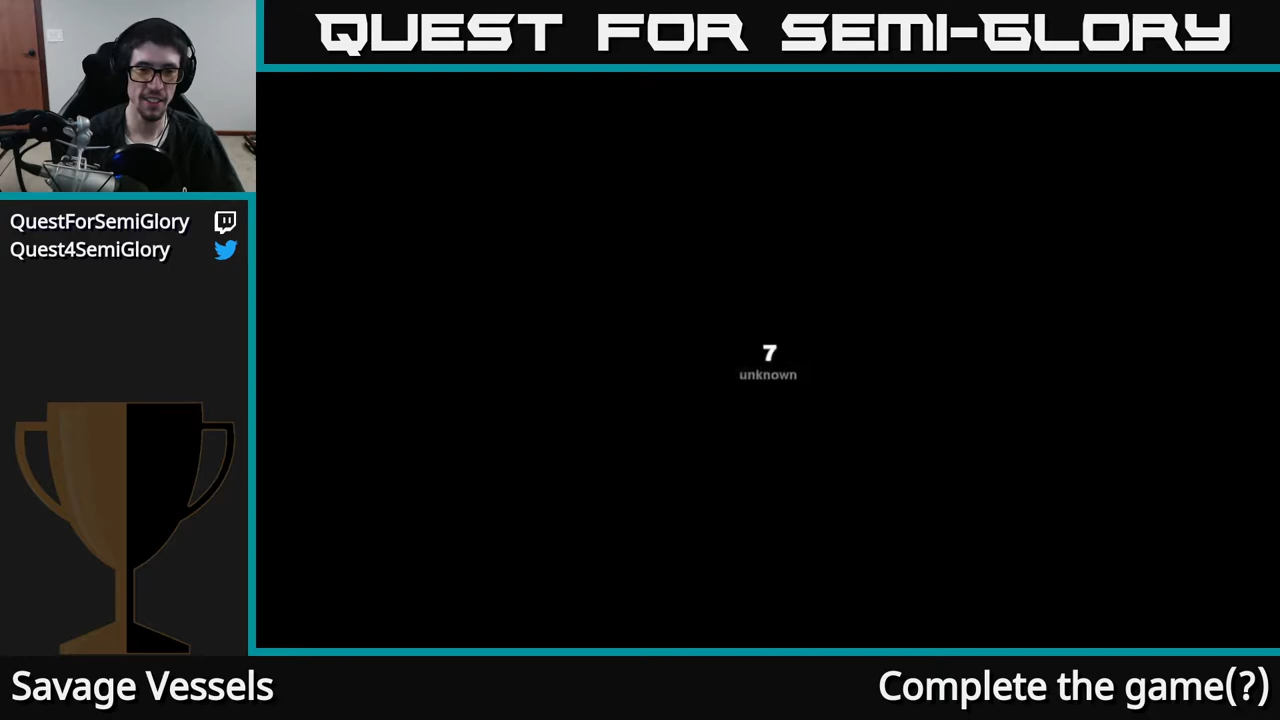 QUEST FOR SEMI-GLORY
QuestForSemiGlory
Quest4SemiGlory
7
unknown
Savage Vessels
Complete the game(?)